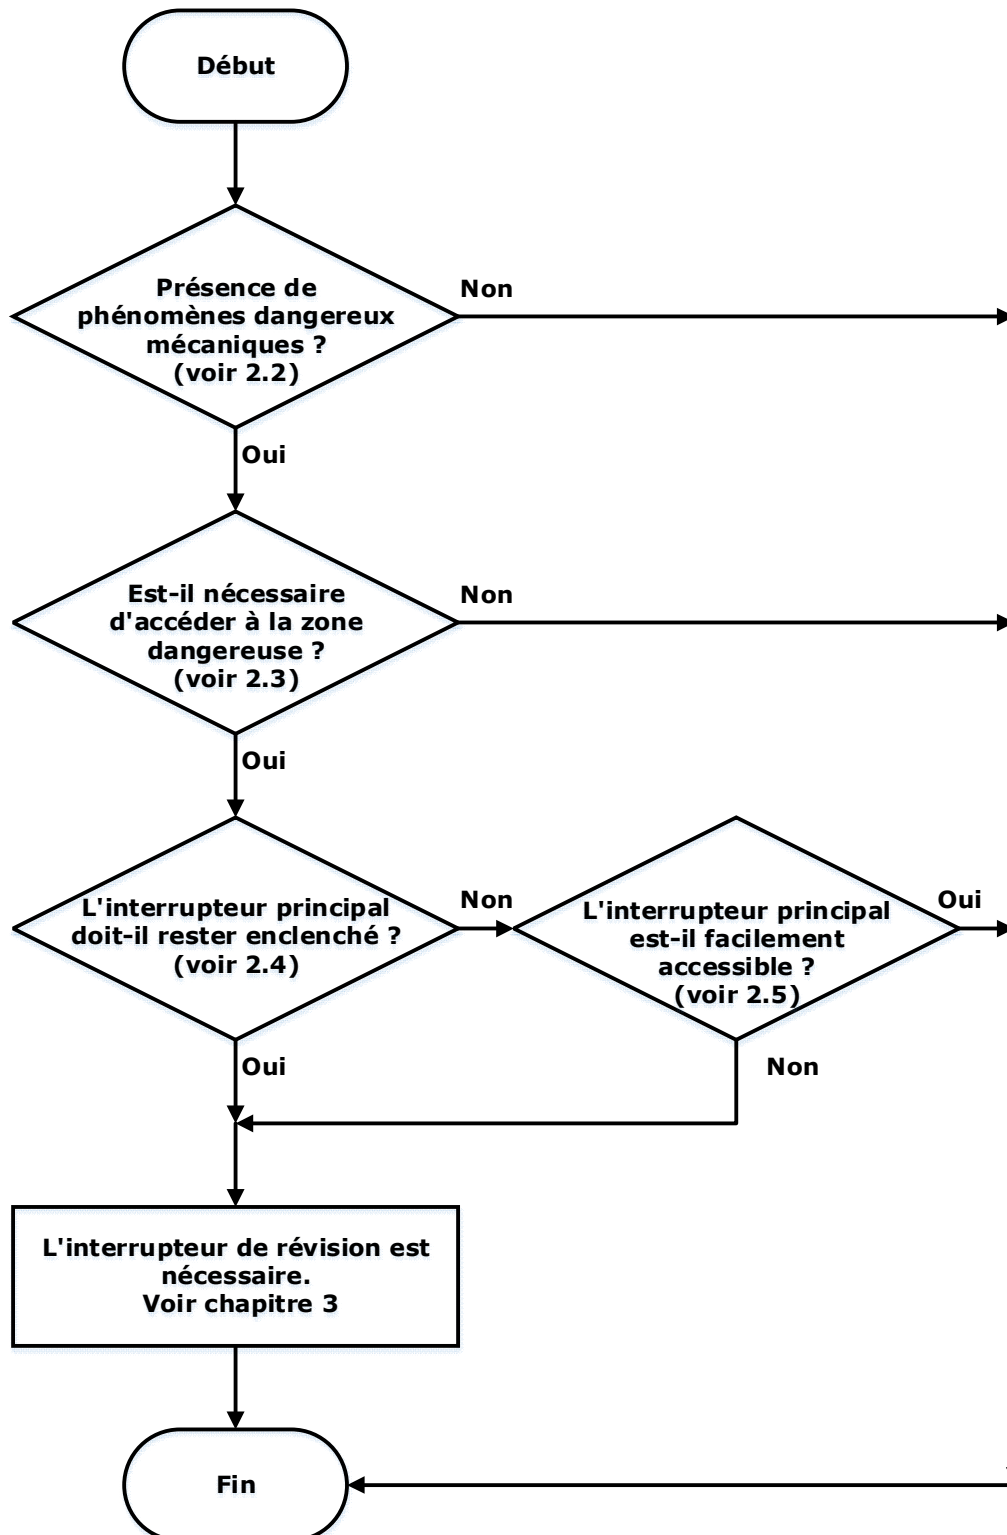 Début
Présence de
phénomènes dangereux
mécaniques ?
(voir 2.2)
Non
Oui
Est-il nécessaire
d'accéder à la zone
dangereuse ?
(voir 2.3)
Non
Oui
L'interrupteur principal
doit-il rester enclenché ?
(voir 2.4)
Non
L'interrupteur principal
est-il facilement
accessible ?
(voir 2.5)
Oui
Oui
Non
L'interrupteur de révision est
nécessaire.
Voir chapitre 3
Fin